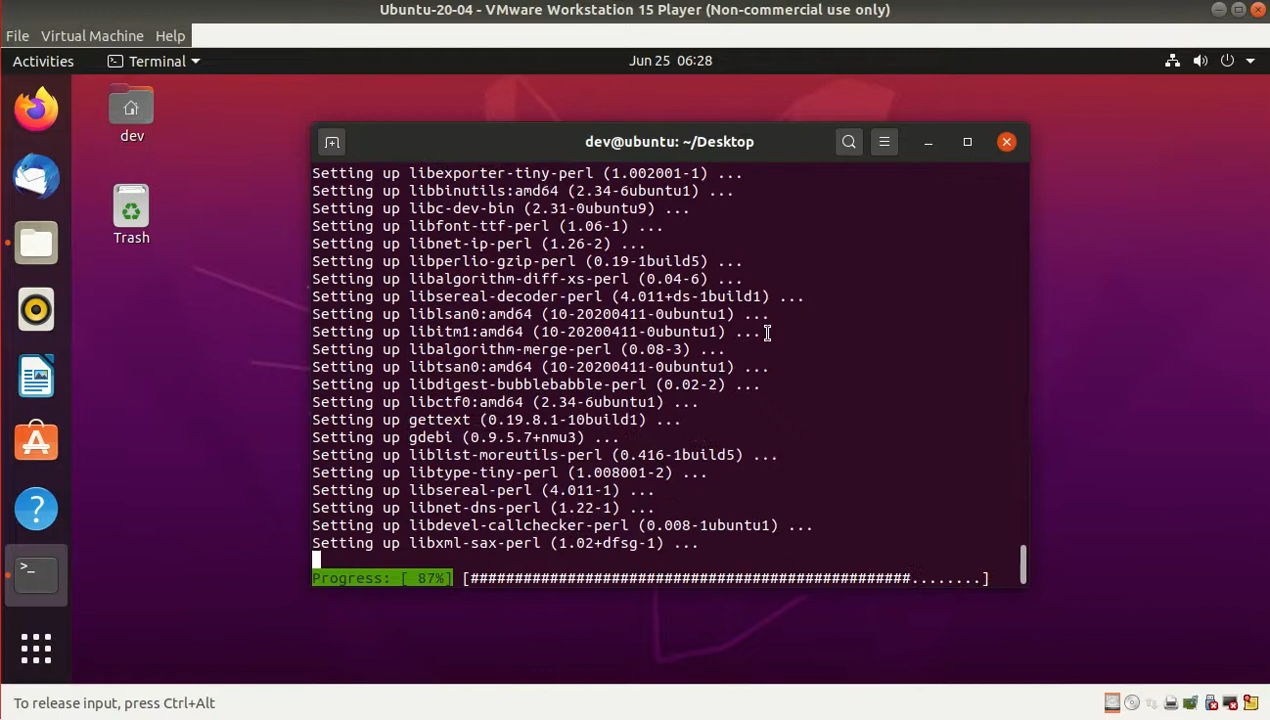 Ubuntu-20-04 - VMware Workstation 15 Player (Non-commercial use only)
File Virtual Machine Help
Activities Terminal Jun 25 06:28
dev
Trash
dev@ubuntu: ~/Desktop
Setting up libexporter-tiny-perl (1.002001-1) ...
Setting up libbinutils:amd64 (2.34-6ubuntu1) ...
Setting up libc-dev-bin (2.31-0ubuntu9) ...
Setting up libfont-ttf-perl (1.06-1) ...
Setting up libnet-ip-perl (1.26-2) ...
Setting up libperlio-gzip-perl (0.19-1build5) ...
Setting up libalgorithm-diff-xs-perl (0.04-6) ...
Setting up libsereal-decoder-perl (4.011+ds-1build1) ...
Setting up liblsan0:amd64 (10-20200411-0ubuntu1) ...
Setting up libitm1:amd64 (10-20200411-0ubuntu1) ...
Setting up libalgorithm-merge-perl (0.08-3) ...
Setting up libtsan0:amd64 (10-20200411-0ubuntu1) ...
Setting up libdigest-bubblebabble-perl (0.02-2) ...
Setting up libctf0:amd64 (2.34-6ubuntu1) ...
Setting up gettext (0.19.8.1-10build1) ...
Setting up gdebi (0.9.5.7+nmu3) ...
Setting up liblist-moreutils-perl (0.416-1build5) ...
Setting up libtype-tiny-perl (1.008001-2) ...
Setting up libsereal-perl (4.011-1) ...
Setting up libnet-dns-perl (1.22-1) ...
Setting up libdevel-callchecker-perl (0.008-1ubuntu1) ...
Setting up libxml-sax-perl (1.02+dfsg-1) ...
Progress: [ 87%] [##################################################........]
To release input, press Ctrl+Alt